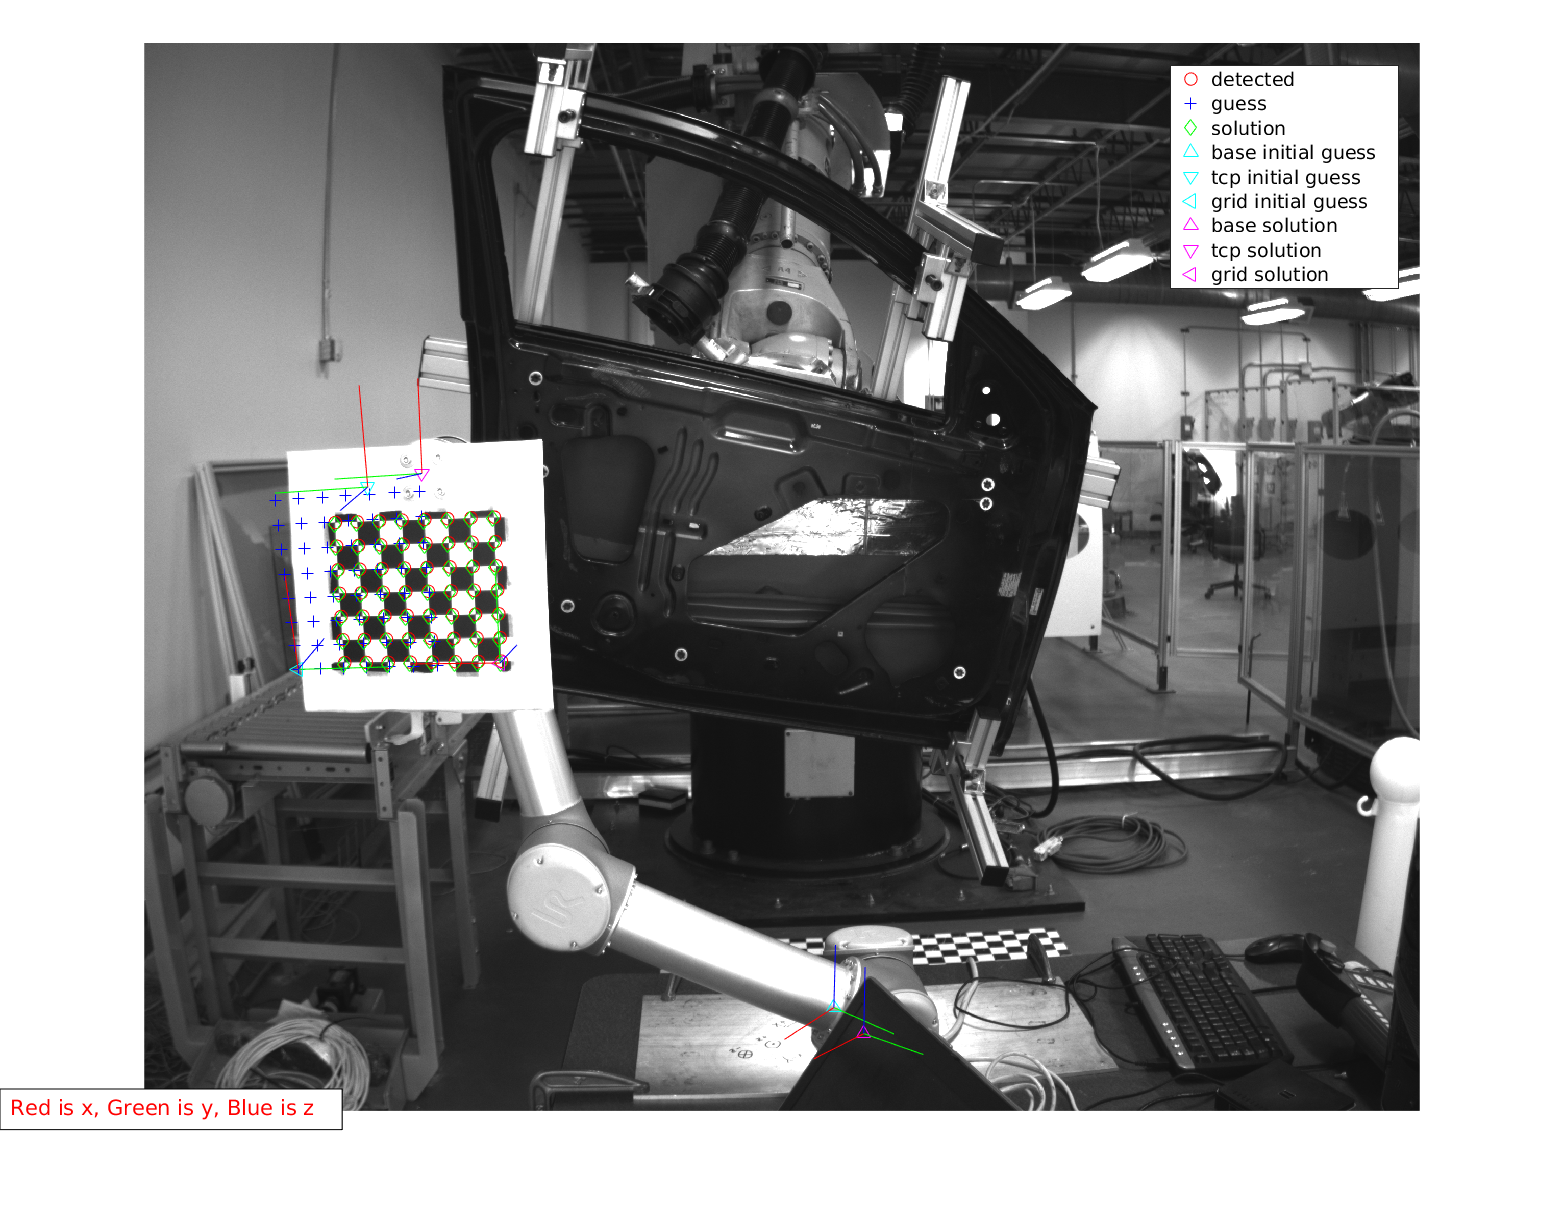 detected
guess
solution
base initial guess
tcp initial guess
grid initial guess
base solution
tcp solution
grid solution
Red is x, Green is y, Blue is z